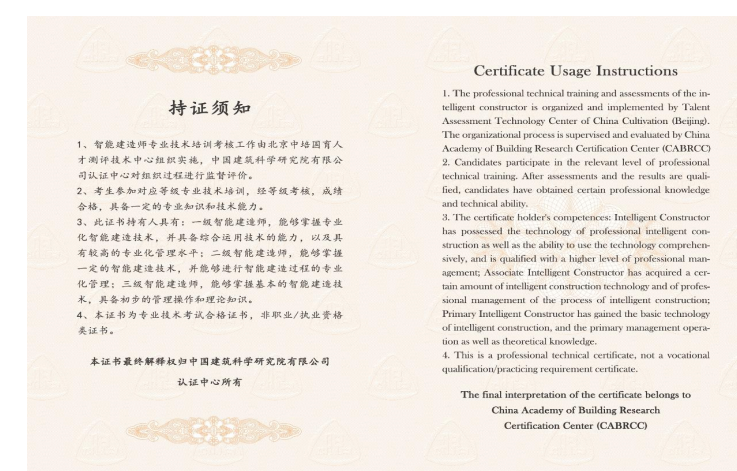 持证须知
1、智能建造师专业技术培训考核工作由北京中培国育人
才测评技术中心组织实施，中国建筑科学研究院有限公
司认证中心对组织过程进行监督评价。
2、考生参加对应等级专业技术培训，经等级考核，成绩
合格，具备一定的专业知识和技术能力。
3、此证书持有人具有：一级智能建造师，能够掌握专业
化智能建造技术，并具备综合运用技术的能力，以及具
有较高的专业化管理水平；二级智能建造师，能够掌握
一定的智能建造技术，并能够进行智能建造过程的专业
化管理；三级智能建造师，能够掌握基本的智能建造技
术，具备初步的管理操作和理论知识。
4、本证书为专业技术考试合格证书，非职业/执业资格
类证书。
本证书最终解释权归中国建筑科学研究院有限公司
认证中心所有
Certificate Usage Instructions
1. The professional technical training and assessments of the in-
telligent constructor is organized and implemented by Talent
Assessment Technology Center of China Cultivation (Beijing).
The organizational process is supervised and evaluated by China
Academy of Building Research Certification Center (CABRCC)
2. Candidates participate in the relevant level of professional
technical training. After assessments and the results are quali-
fied, candidates have obtained certain professional knowledge
and technical ability.
3. The certificate holder's competences: Intelligent Constructor
has possessed the technology of professional intelligent con-
struction as well as the ability to use the technology comprehen-
sively, and is qualified with a higher level of professional man-
agement; Associate Intelligent Constructor has acquired a cer-
tain amount of intelligent construction technology and of profes-
sional management of the process of intelligent construction;
Primary Intelligent Constructor has gained the basic technology
of intelligent construction, and the primary management opera-
tion as well as theoretical knowledge.
4. This is a professional technical certificate, not a vocational
qualification/practicing requirement certificate.
The final interpretation of the certificate belongs to
China Academy of Building Research
Certification Center (CABRCC)